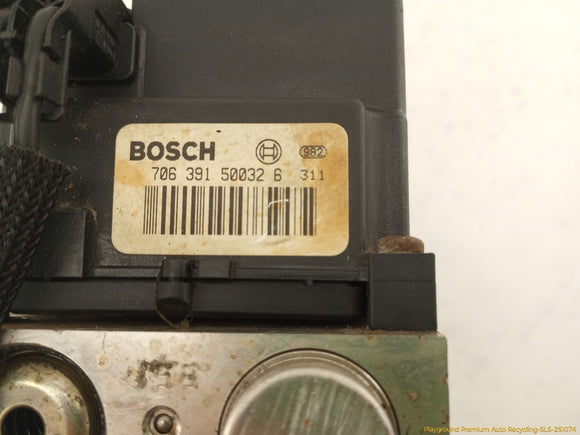 BOSCH 982
706 391 50032 6 311
Playground Premium Auto Recycling-SLS-251074